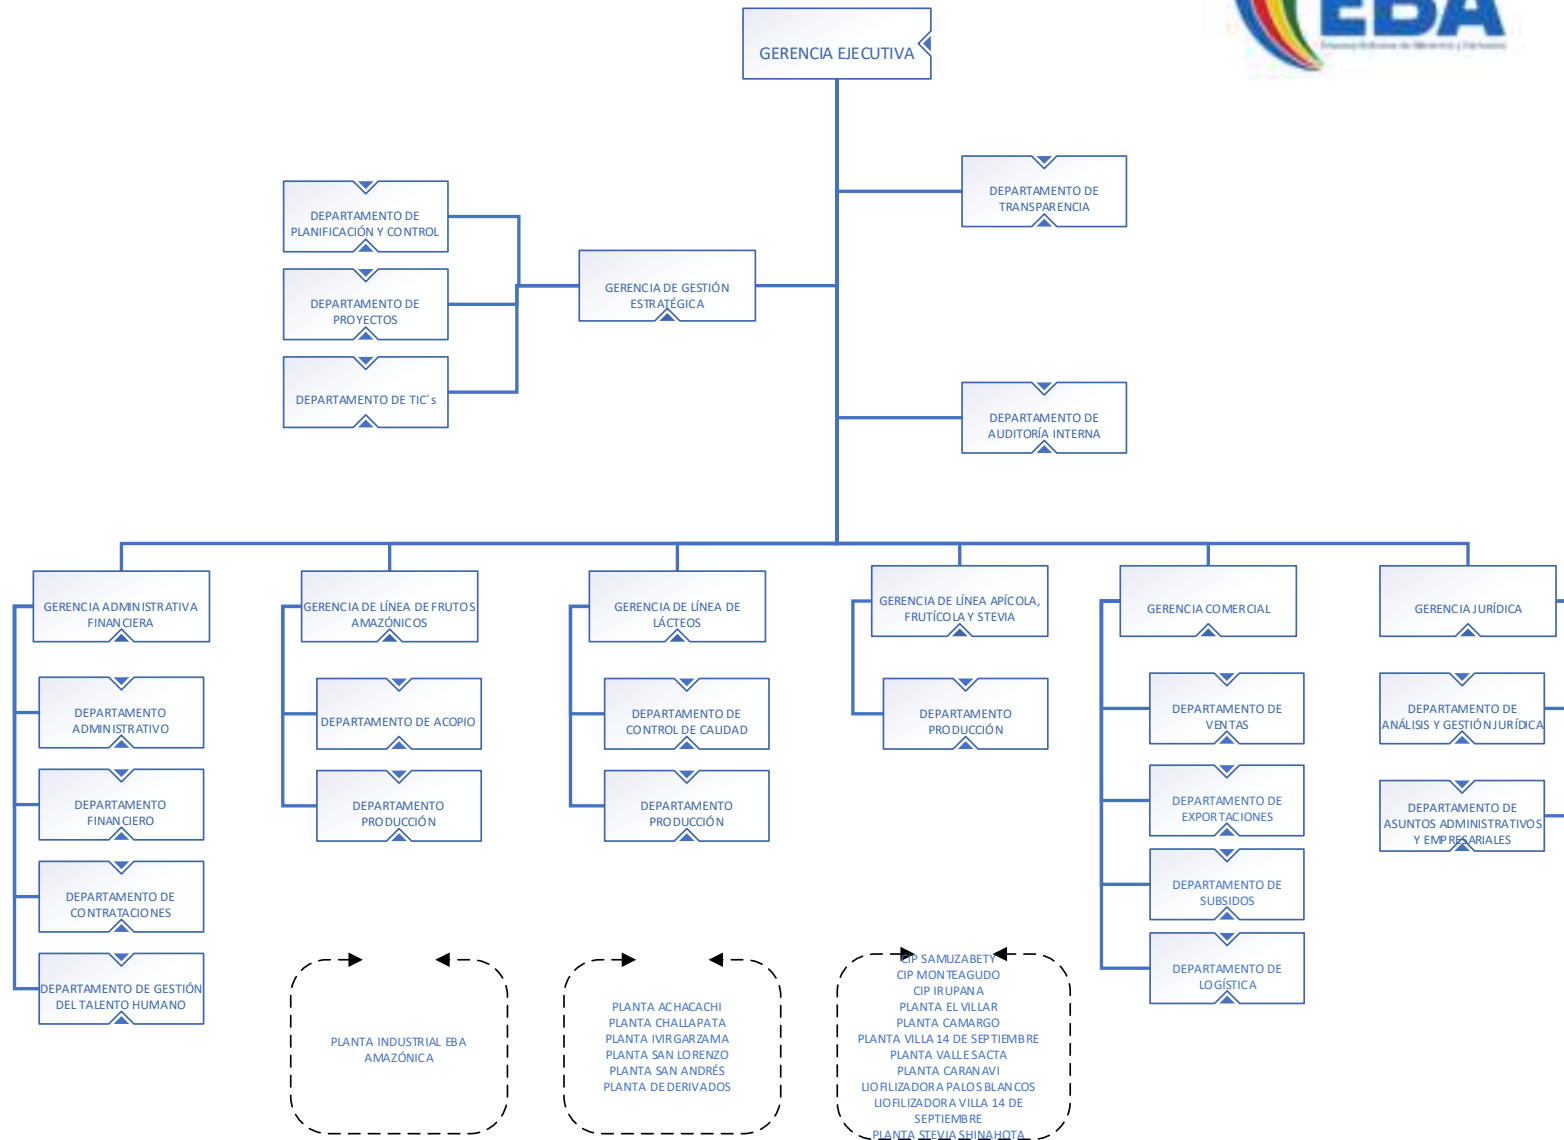 EBA
GERENCIA EJECUTIVA
DEPARTAMENTO DE
TRANSPARENCIA
DEPARTAMENTO DE
PLANIFICACIÓN Y CONTROL
GERENCIA DE GESTIÓN
ESTRATÉGICA
DEPARTAMENTO DE
PROYECTOS
DEPARTAMENTO DE TIC´s
DEPARTAMENTO DE
AUDITORÍA INTERNA
GERENCIA ADMINISTRATIVA
FINANCIERA
DEPARTAMENTO
ADMINISTRATIVO
DEPARTAMENTO
FINANCIERO
DEPARTAMENTO DE
CONTRATACIONES
DEPARTAMENTO DE GESTIÓN
DEL TALENTO HUMANO
GERENCIA DE LÍNEA DE FRUTOS
AMAZÓNICOS
DEPARTAMENTO DE ACOPIO
DEPARTAMENTO
PRODUCCIÓN
PLANTA INDUSTRIAL EBA
AMAZÓNICA
GERENCIA DE LÍNEA DE
LÁCTEOS
DEPARTAMENTO DE
CONTROL DE CALIDAD
DEPARTAMENTO
PRODUCCIÓN
PLANTA ACHACACHI
PLANTA CHALLAPATA
PLANTA IVIRGARZAMA
PLANTA SAN LORENZO
PLANTA SAN ANDRÉS
PLANTA DE DERIVADOS
GERENCIA DE LÍNEA APÍCOLA,
FRUTÍCOLA Y STEVIA
DEPARTAMENTO
PRODUCCIÓN
CIP SAMUZABETY
CIP MONTEAGUDO
CIP IRUPANA
PLANTA EL VILLAR
PLANTA CAMARGO
PLANTA VILLA 14 DE SEPTIEMBRE
PLANTA VALLE SACTA
PLANTA CARANAVI
LIOFILIZADORA PALOS BLANCOS
LIOFILIZADORA VILLA 14 DE
SEPTIEMBRE
PLANTA STEVIA SHINAHOTA
GERENCIA COMERCIAL
DEPARTAMENTO DE
VENTAS
DEPARTAMENTO DE
EXPORTACIONES
DEPARTAMENTO DE
SUBSIDOS
DEPARTAMENTO DE
LOGÍSTICA
GERENCIA JURÍDICA
DEPARTAMENTO DE
ANÁLISIS Y GESTIÓN JURÍDICA
DEPARTAMENTO DE
ASUNTOS ADMINISTRATIVOS
Y EMPRESARIALES